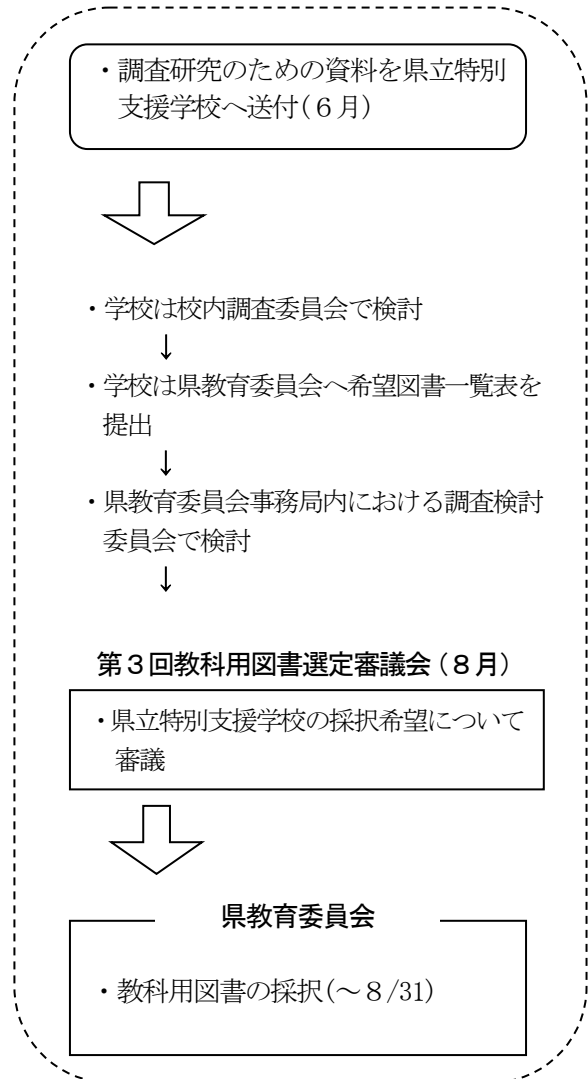 ・調査研究のための資料を県立特別
支援学校へ送付(6月)
・学校は校内調査委員会で検討
↓
・学校は県教育委員会へ希望図書一覧表を
提出
↓
・県教育委員会事務局内における調査検討
委員会で検討
↓
第3回教科用図書選定審議会(8月)
・県立特別支援学校の採択希望について
審議
県教育委員会
・教科用図書の採択(~8/31)